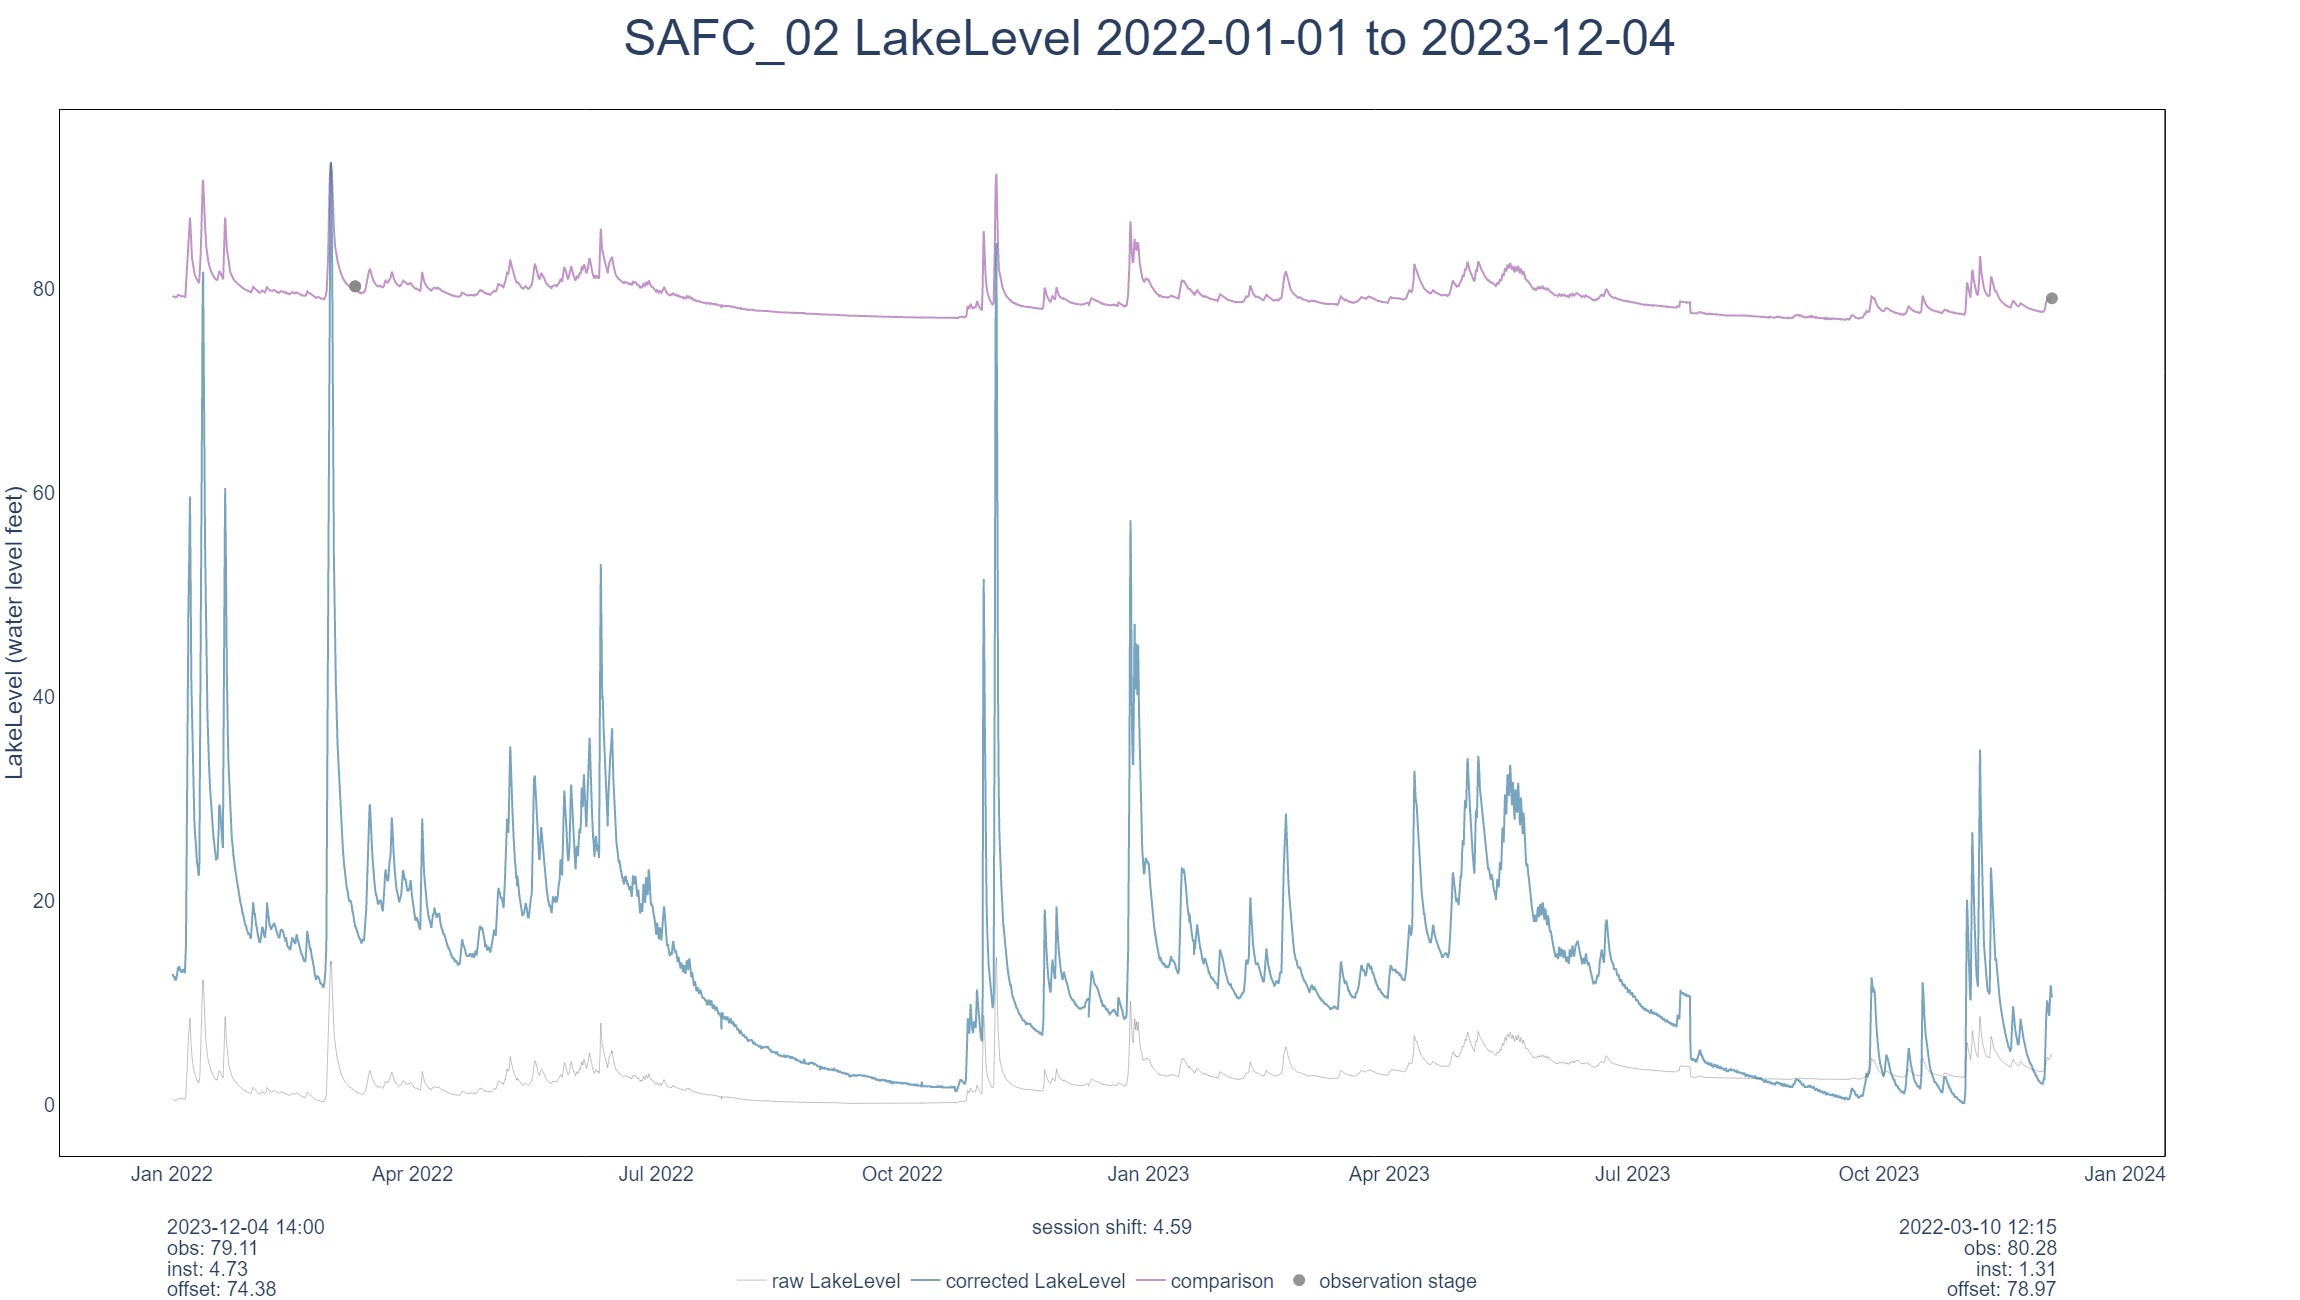 SAFC_02 LakeLevel 2022-01-01 to 2023-12-04
LakeLevel (water level feet)
80
60
40
20
0
Jan 2022 Apr 2022 Jul 2022 Oct 2022 Jan 2023 Apr 2023 Jul 2023 Oct 2023 Jan 2024
2023-12-04 14:00
obs: 79.11
inst: 4.73
offset: 74.38
session shift: 4.59
2022-03-10 12:15
obs: 80.28
inst: 1.31
offset: 78.97
raw LakeLevel corrected LakeLevel comparison observation stage